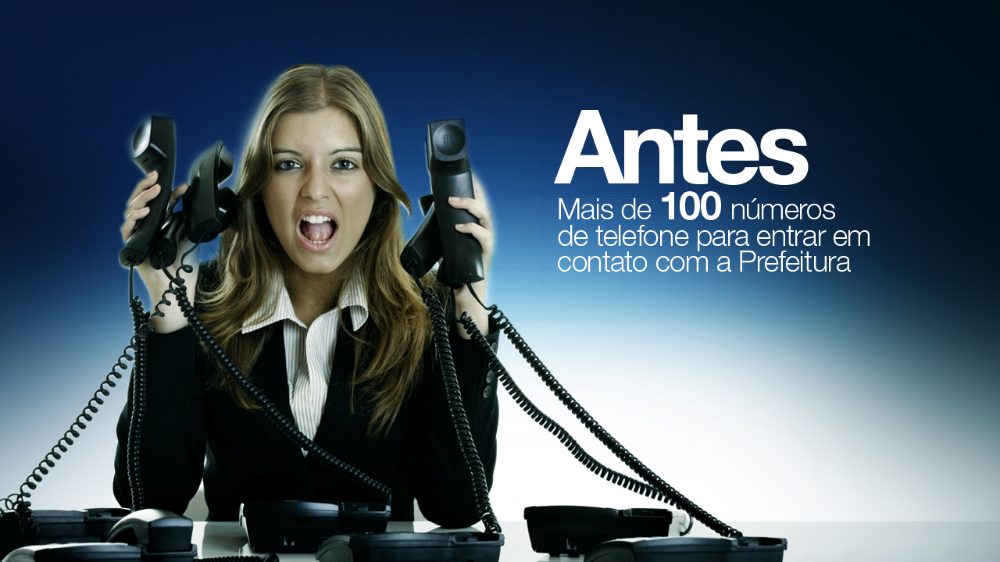 Antes
Mais de 100 números
de telefone para entrar em
contato com a Prefeitura